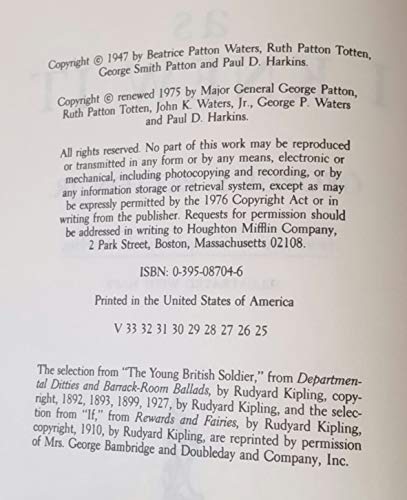 Copyright © 1947 by Beatrice Patton Waters, Ruth Patton Totten,
George Smith Patton and Paul D. Harkins.
Copyright © renewed 1975 by Major General George Patton,
Ruth Patton Totten, John K. Waters, Jr., George P. Waters
and Paul D. Harkins.
All rights reserved. No part of this work may be reproduced
or transmitted in any form or by any means, electronic or
mechanical, including photocopying and recording, or by
any information storage or retrieval system, except as may
be expressly permitted by the 1976 Copyright Act or in
writing from the publisher. Requests for permission should
be addressed in writing to Houghton Mifflin Company,
2 Park Street, Boston, Massachusetts 02108.
ISBN: 0-395-08704-6
Printed in the United States of America
V 33 32 31 30 29 28 27 26 25
The selection from "The Young British Soldier," from Departmen-
tal Ditties and Barrack-Room Ballads, by Rudyard Kipling, copy-
right, 1892, 1893, 1899, 1927, by Rudyard Kipling, and the selec-
tion from "If," from Rewards and Fairies, by Rudyard Kipling,
copyright, 1910, by Rudyard Kipling, are reprinted by permission
of Mrs. George Bambridge and Doubleday and Company, Inc.